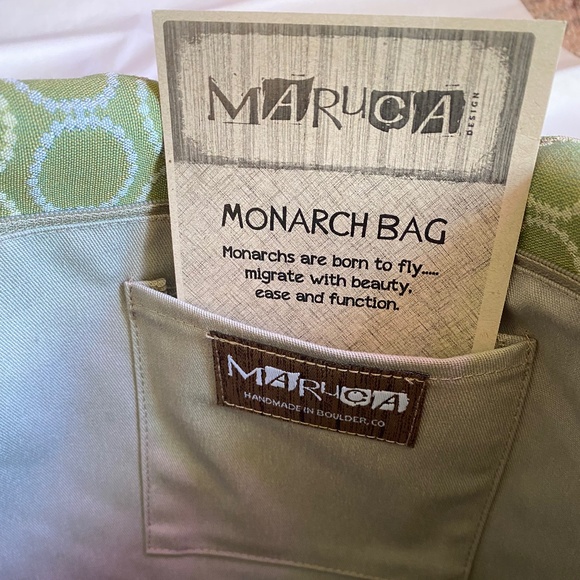 MARUCA
DESIGN
MONARCH BAG
Monarchs are born to fly.....
migrate with beauty,
ease and function.
MARUCA
HANDMADE IN BOULDER, CO